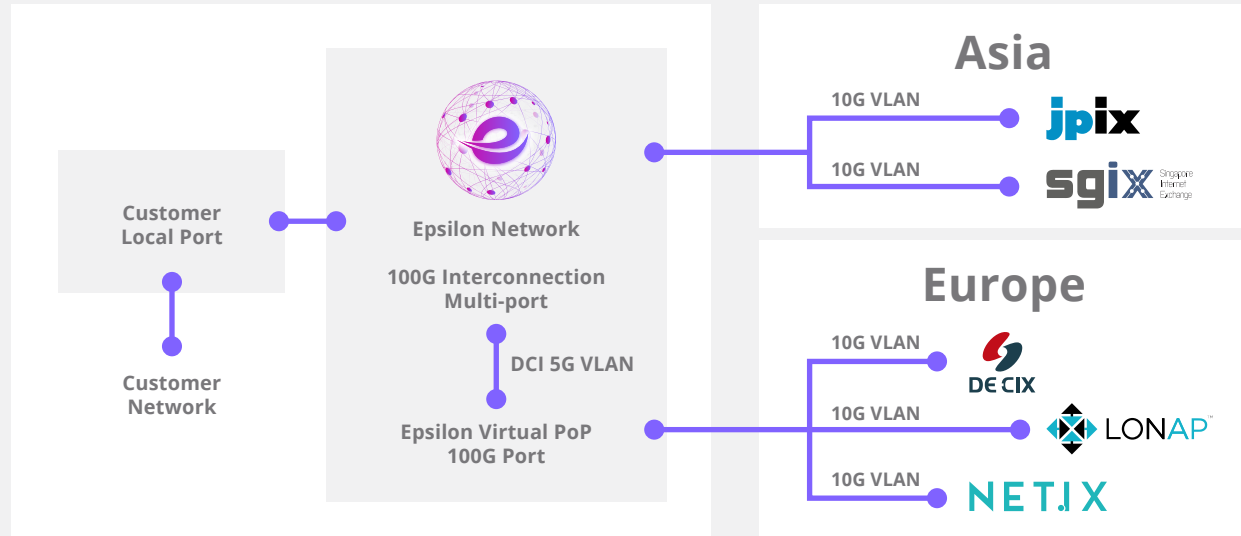 Customer
Local Port
Customer
Network
Epsilon Network
100G Interconnection
Multi-port
DCI 5G VLAN
Epsilon Virtual PoP
100G Port
Asia
10G VLAN
jpix
10G VLAN
sgix
Singapore
Internet
Exchange
Europe
10G VLAN
DE CIX
10G VLAN
LONAP™
10G VLAN
NET.IX